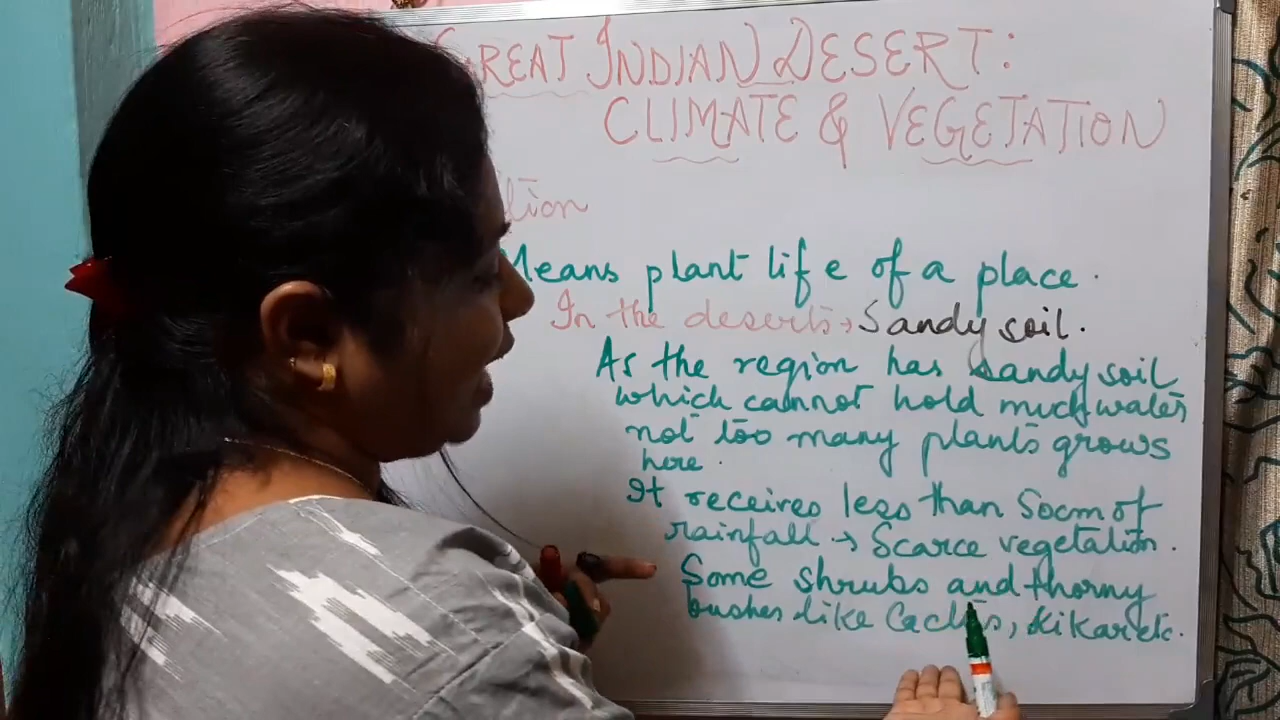 GREAT INDIAN DESERT:
CLIMATE & VEGETATION
tion
Means plant life of a place.
In the deserts → Sandy soil.
As the region has sandy soil
which cannot hold much water
not too many plants grows
here.
It receives less than 50cm of
rainfall → Scarce vegetation.
Some shrubs and thorny
bushes like Cactus, Kikar etc.